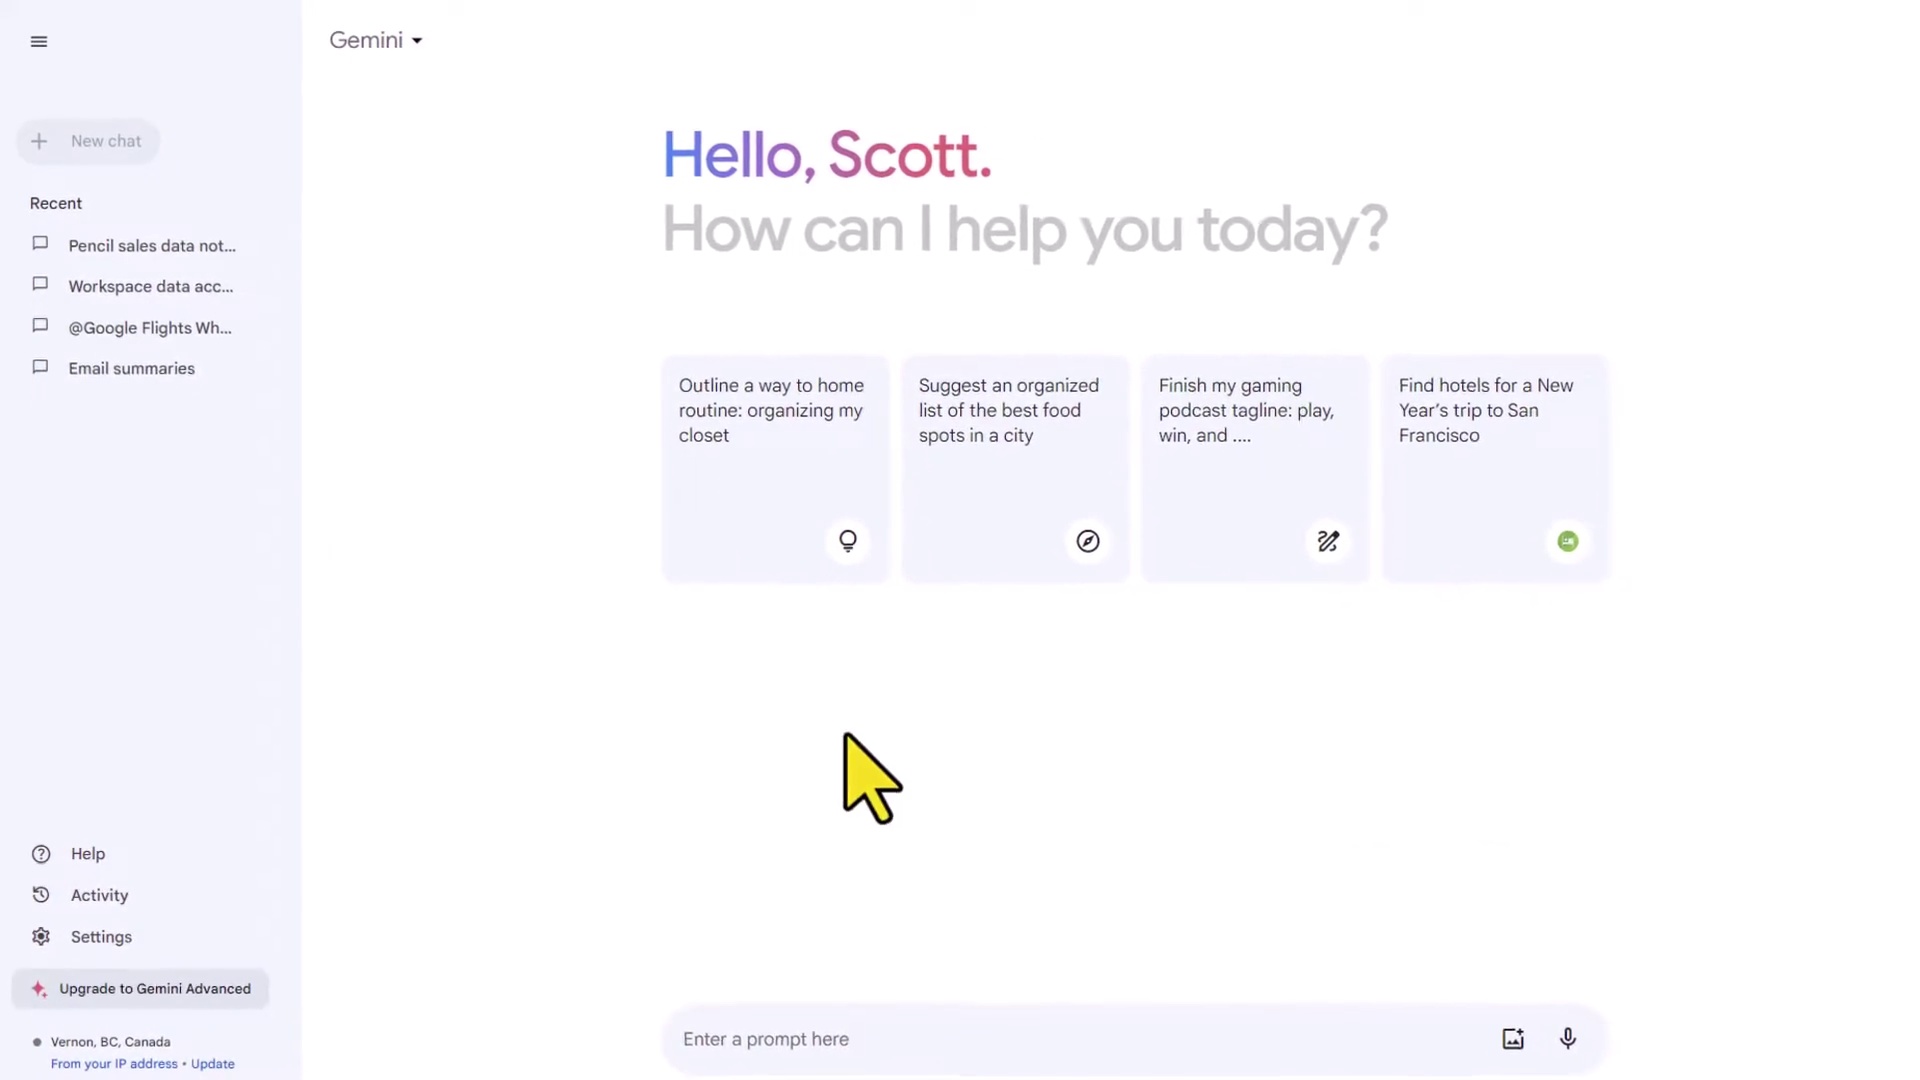 Gemini
New chat
Recent
Pencil sales data not...
Workspace data acc...
@Google Flights Wh...
Email summaries
Help
Activity
Settings
Upgrade to Gemini Advanced
Vernon, BC, Canada
From your IP address • Update
Hello, Scott.
How can I help you today?
Outline a way to home
routine: organizing my
closet
Suggest an organized
list of the best food
spots in a city
Finish my gaming
podcast tagline: play,
win, and ....
Find hotels for a New
Year’s trip to San
Francisco
Enter a prompt here